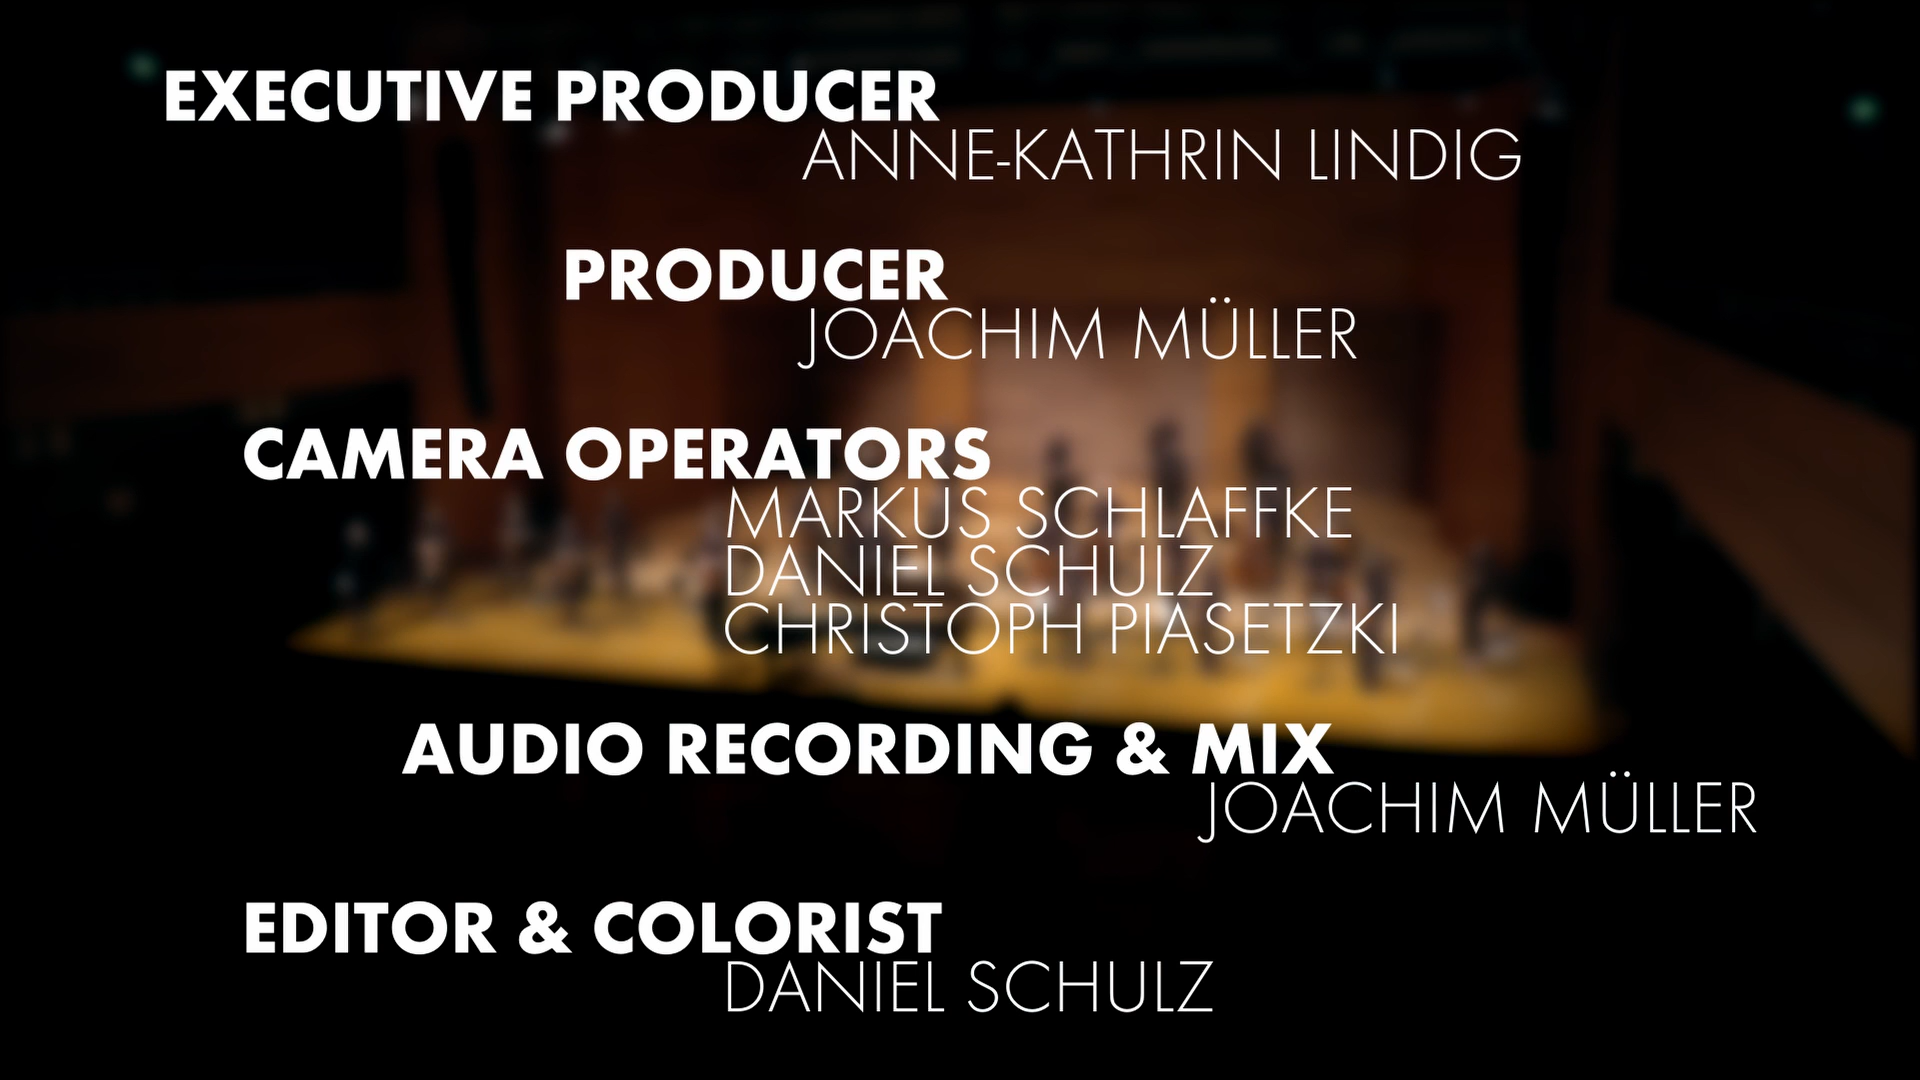 EXECUTIVE PRODUCER
ANNE-KATHRIN LINDIG
PRODUCER
JOACHIM MÜLLER
CAMERA OPERATORS
MARKUS SCHLAFFKE
DANIEL SCHULZ
CHRISTOPH PIASETZKI
AUDIO RECORDING & MIX
JOACHIM MÜLLER
EDITOR & COLORIST
DANIEL SCHULZ